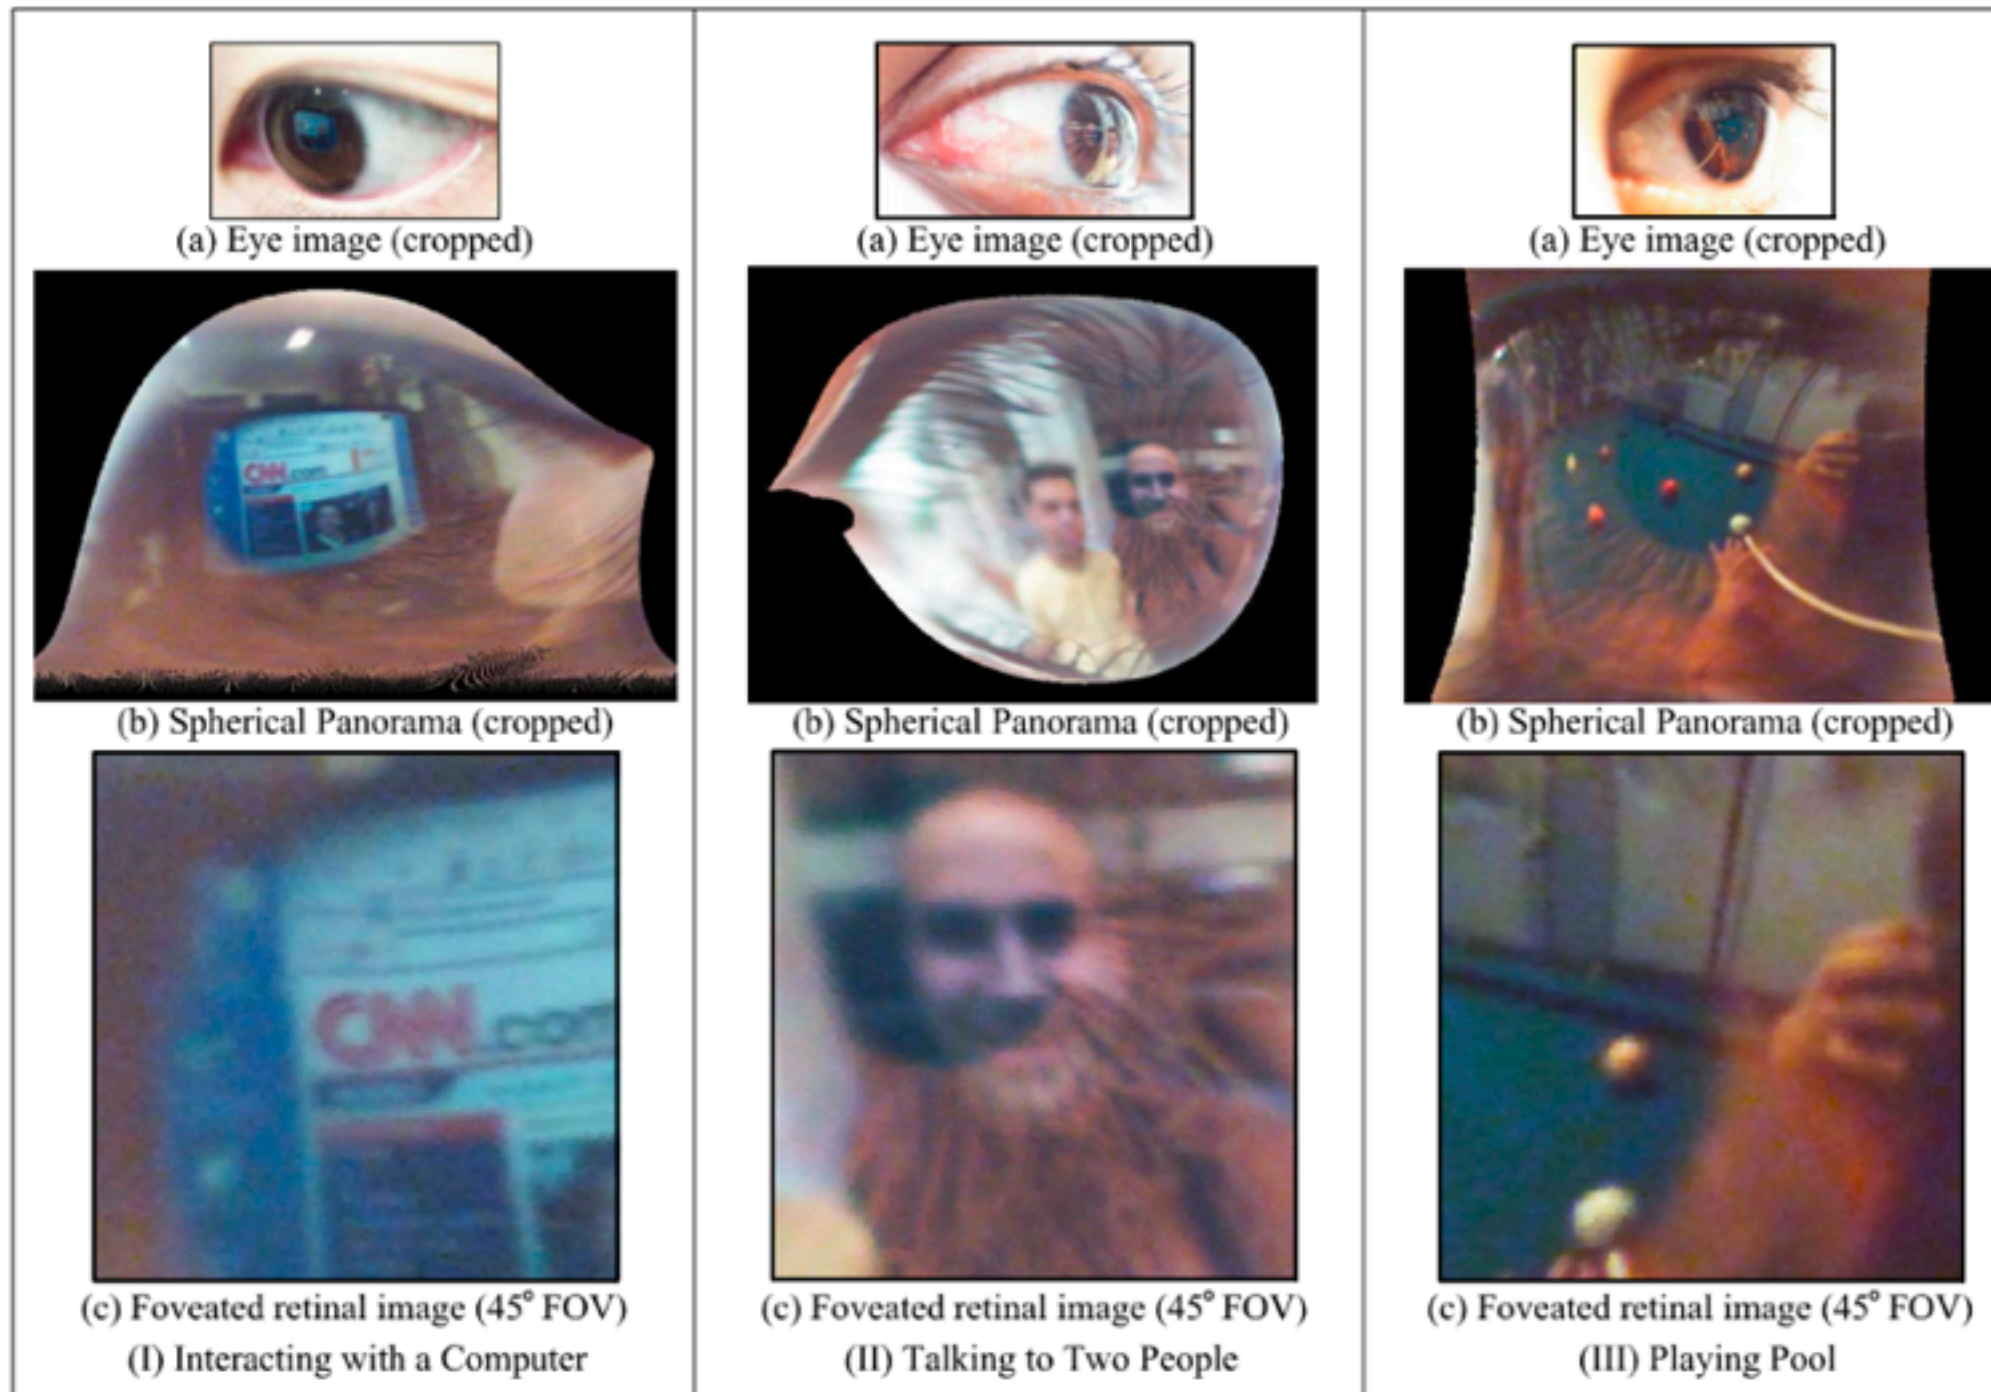 (a) Eye image (cropped)
(a) Eye image (cropped)
(a) Eye image (cropped)
CNN.com
(b) Spherical Panorama (cropped)
(b) Spherical Panorama (cropped)
(b) Spherical Panorama (cropped)
CNN.com
(c) Foveated retinal image (45° FOV)
(c) Foveated retinal image (45° FOV)
(c) Foveated retinal image (45° FOV)
(I) Interacting with a Computer
(II) Talking to Two People
(III) Playing Pool